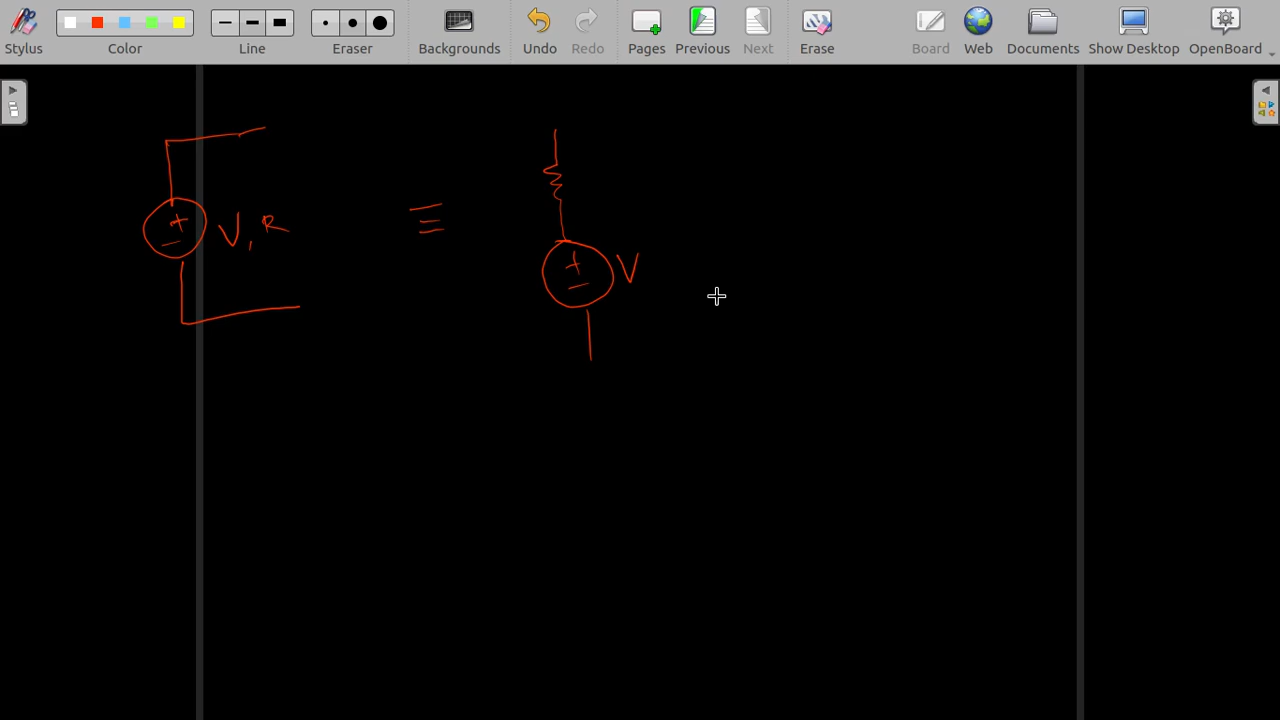 Stylus Color Line Eraser Backgrounds Undo Redo Pages Previous Next Erase Board Web Documents Show Desktop OpenBoard
+
− V, R ≡
+
− V